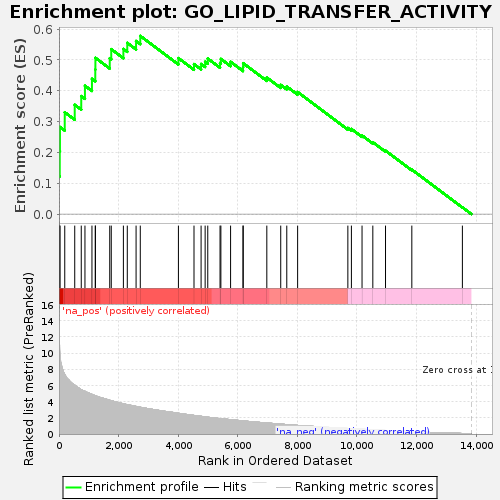 Enrichment plot: GO_LIPID_TRANSFER_ACTIVITY
Enrichment score (ES)
0.6
0.5
0.4
0.3
0.2
0.1
0.0
'na_pos' (positively correlated)
Ranked list metric (PreRanked)
16
14
12
10
8
6
4
2
0
Zero cross at 1
'na_neg' (negatively correlated)
0 2,000 4,000 6,000 8,000 10,000 12,000 14,000
Rank in Ordered Dataset
Enrichment profile Hits Ranking metric scores